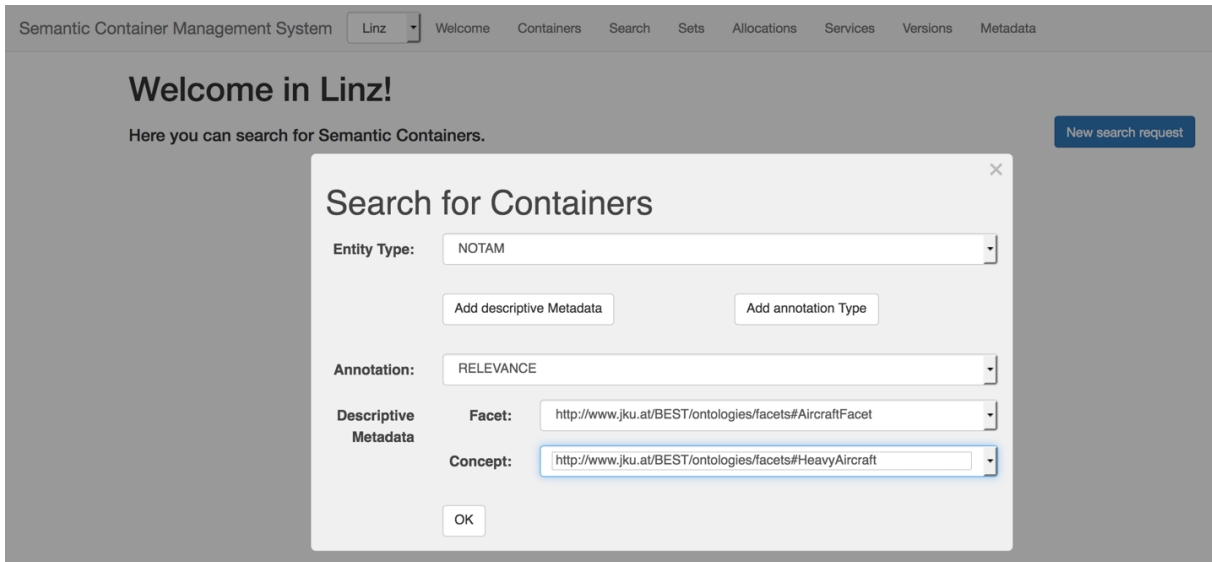 Semantic Container Management System Linz Welcome Containers Search Sets Allocations Services Versions Metadata
Welcome in Linz!
Here you can search for Semantic Containers.
New search request
×
Search for Containers
Entity Type: NOTAM
Add descriptive Metadata Add annotation Type
Annotation: RELEVANCE
Descriptive Metadata
Facet: http://www.jku.at/BEST/ontologies/facets#AircraftFacet
Concept: http://www.jku.at/BEST/ontologies/facets#HeavyAircraft
OK